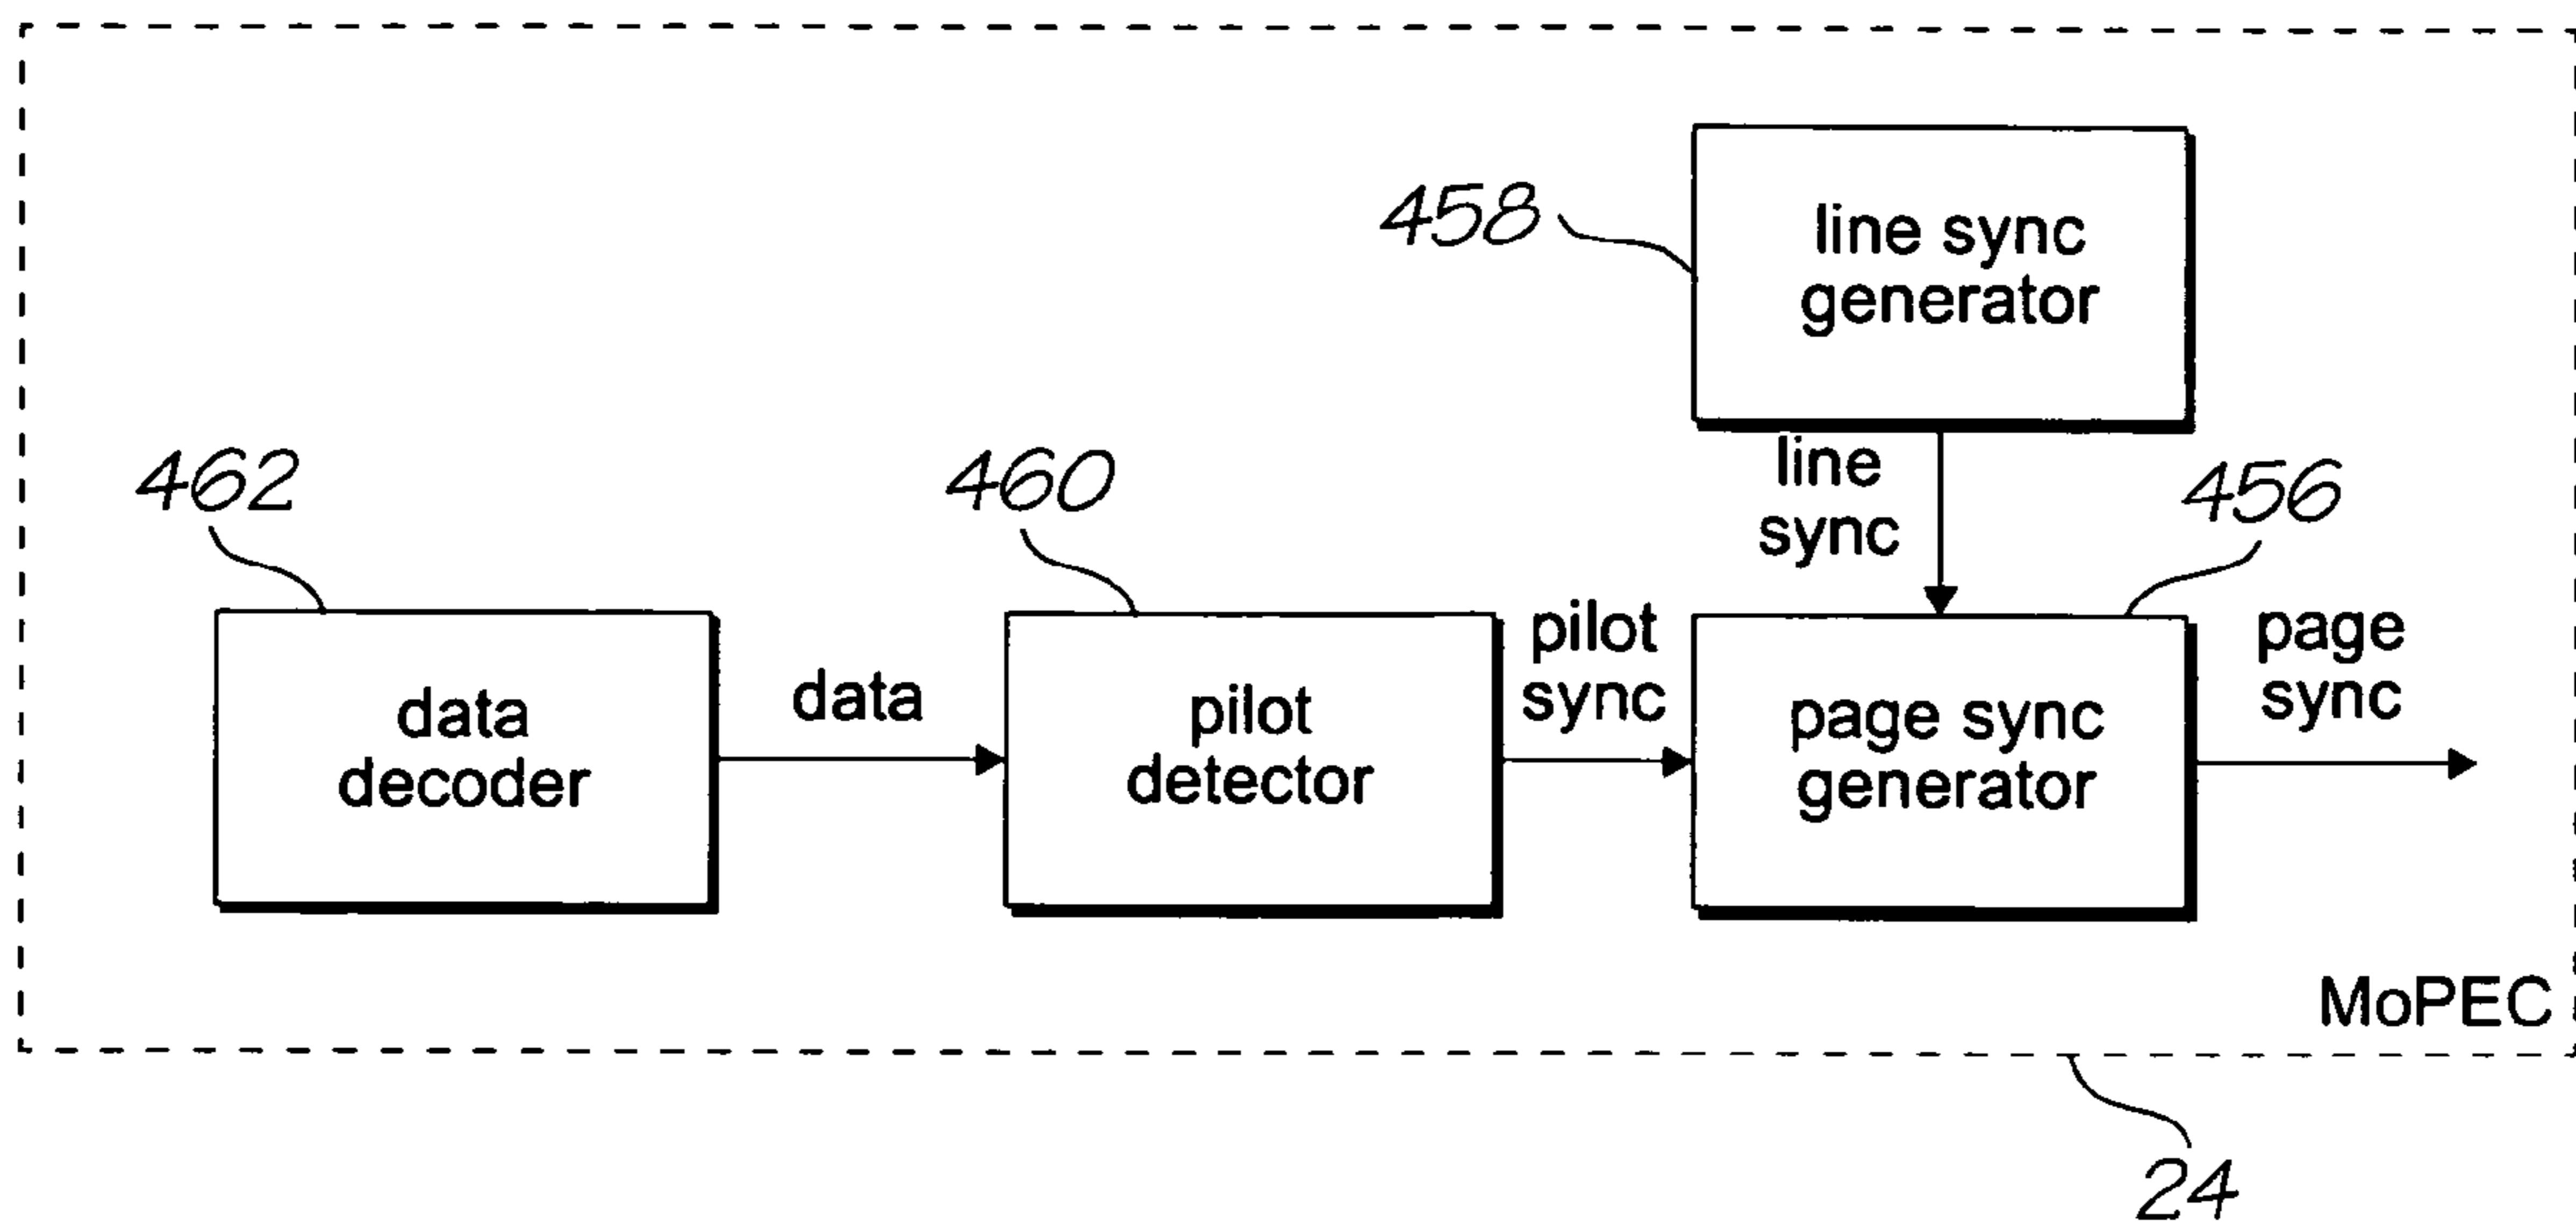 458
line sync
generator
line
sync
462
460
456
data
decoder
data
pilot
detector
pilot
sync
page sync
generator
page
sync
MoPEC
24